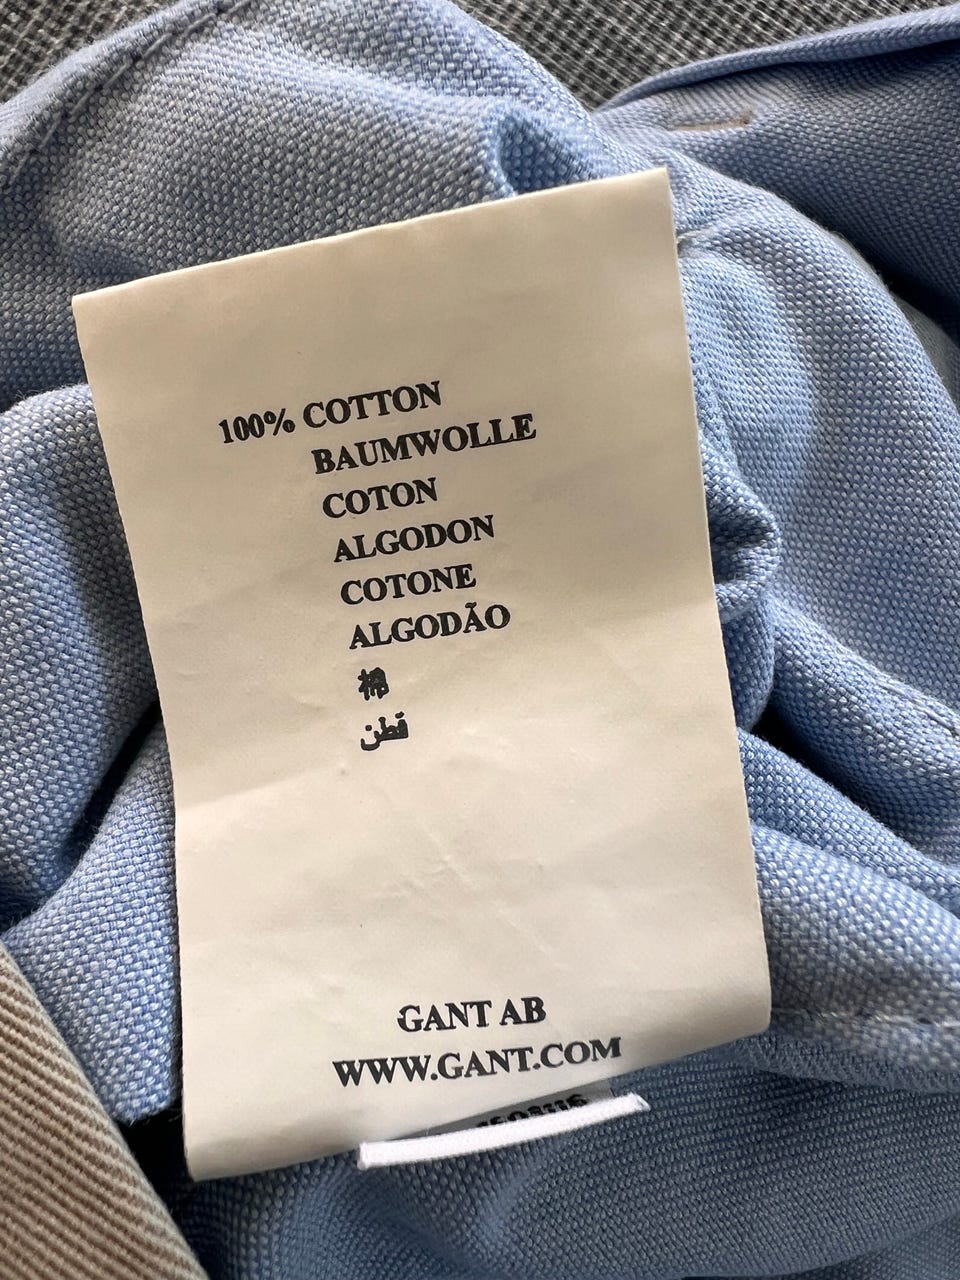 100% COTTON
BAUMWOLLE
COTON
ALGODON
COTONE
ALGODÃO
棉
قطن
GANT AB
WWW.GANT.COM